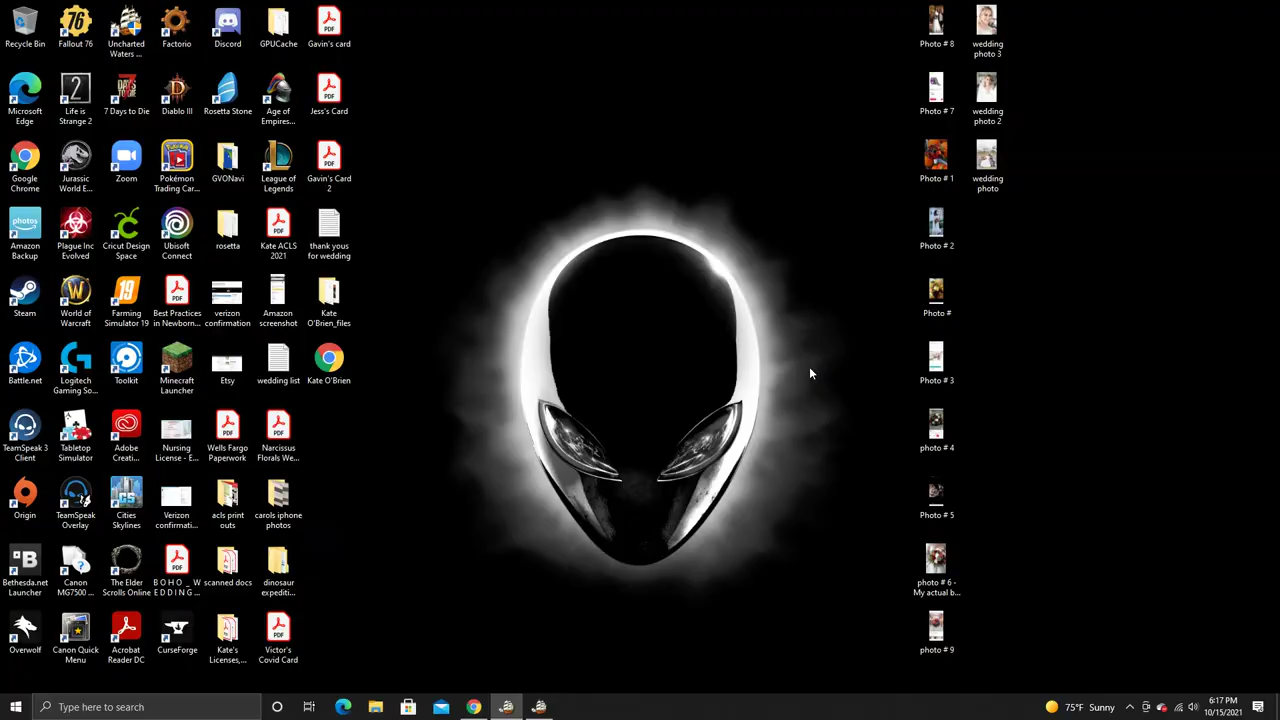 Recycle Bin
Fallout 76
Uncharted
Waters ...
Factorio
Discord
GPUCache
Gavin's card
Photo # 8
wedding
photo 3
Microsoft
Edge
Life is
Strange 2
7 Days to Die
Diablo III
Rosetta Stone
Age of
Empires...
Jess's Card
Photo # 7
wedding
photo 2
Google
Chrome
Jurassic
World E...
Zoom
Pokémon
Trading Car...
GVONavi
League of
Legends
Gavin's Card
2
Photo # 1
wedding
photo
photos
Amazon
Backup
Plague Inc
Evolved
Cricut Design
Space
Ubisoft
Connect
rosetta
Kate ACLS
2021
thank yous
for wedding
Photo # 2
Steam
World of
Warcraft
Farming
Simulator 19
Best Practices
in Newborn...
verizon
confirmation
Amazon
screenshot
Kate
O'Brien_files
Photo #
Battle.net
Logitech
Gaming So...
Toolkit
Minecraft
Launcher
Etsy
wedding list
Kate O'Brien
Photo # 3
TeamSpeak 3
Client
Tabletop
Simulator
Adobe
Creati...
Nursing
License - E...
Wells Fargo
Paperwork
Narcissus
Florals We...
photo # 4
Origin
TeamSpeak
Overlay
Cities
Skylines
Verizon
confirmati...
acls print
outs
carols iphone
photos
Photo # 5
Bethesda.net
Launcher
Canon
MG7500 ...
The Elder
Scrolls Online
B O H O _ W
E D D I N G ...
scanned docs
dinosaur
expediti...
photo # 6 -
My actual b...
Overwolf
Canon Quick
Menu
Acrobat
Reader DC
CurseForge
Kate's
Licenses,...
Victor's
Covid Card
photo # 9
Type here to search
75°F Sunny
6:17 PM
10/15/2021